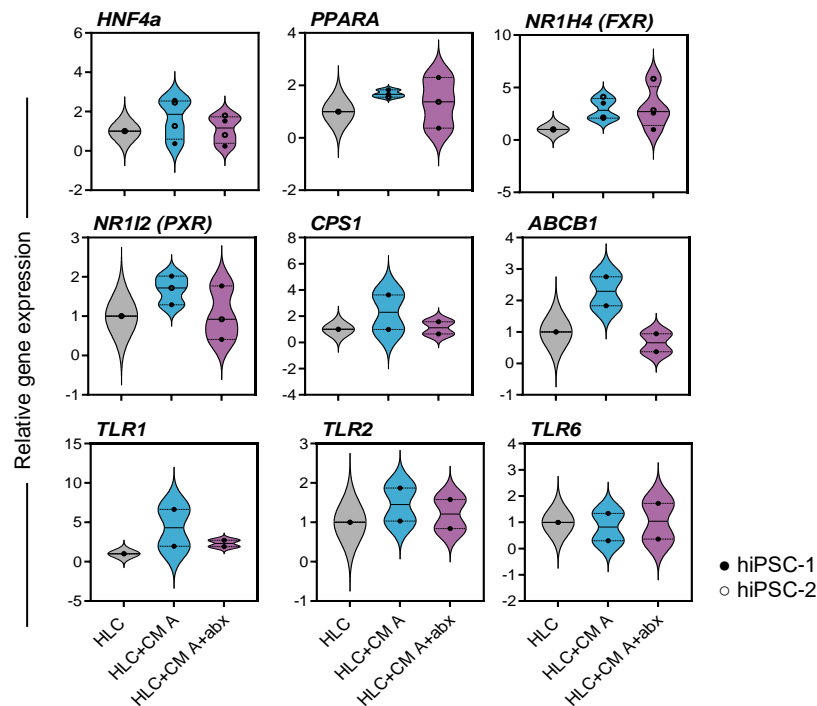 HNF4a PPARA NR1H4 (FXR)
6 4 2 0 -2
4 2 0 -2
10 5 0 -5
NR1I2 (PXR) CPS1 ABCB1
3 2 1 0 -1
8 6 4 2 0 -2 -4
4 3 2 1 0 -1
TLR1 TLR2 TLR6
15 10 5 0 -5
3 2 1 0 -1
4 3 2 1 0 -1 -2
Relative gene expression
HLC HLC+CM A HLC+CM A+abx
HLC HLC+CM A HLC+CM A+abx
HLC HLC+CM A HLC+CM A+abx
hiPSC-1
hiPSC-2